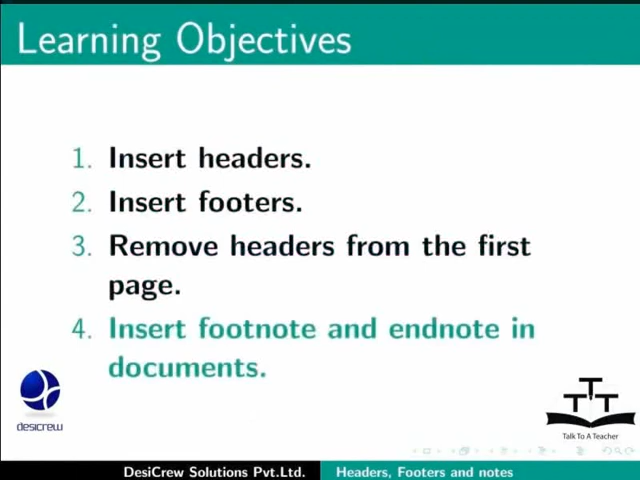 Learning Objectives
1. Insert headers.
2. Insert footers.
3. Remove headers from the first
page.
4. Insert footnote and endnote in
documents.
desicrew
TTT
Talk To A Teacher
DesiCrew Solutions Pvt.Ltd. Headers, Footers and notes